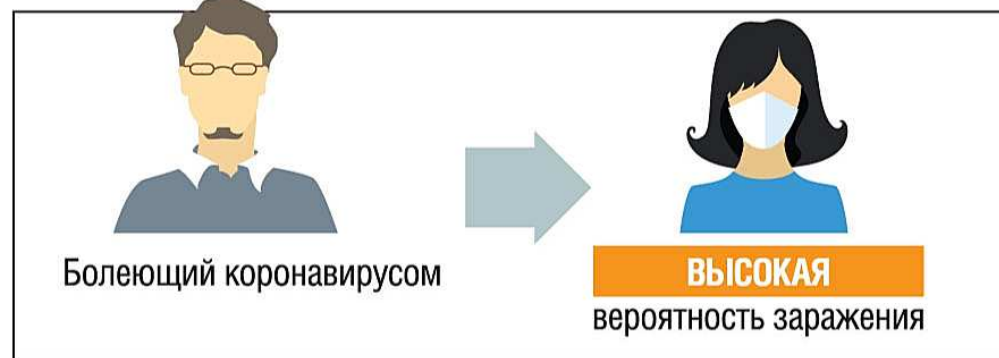 Болеющий коронавирусом
ВЫСОКАЯ
вероятность заражения